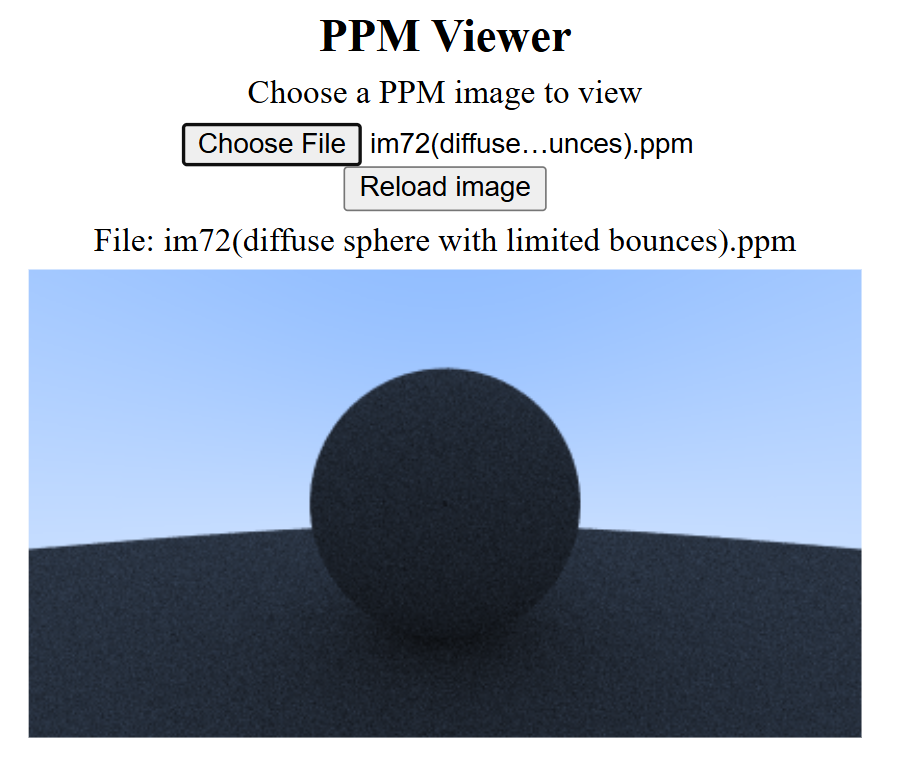 PPM Viewer
Choose a PPM image to view
Choose File im72(diffuse…unces).ppm
Reload image
File: im72(diffuse sphere with limited bounces).ppm